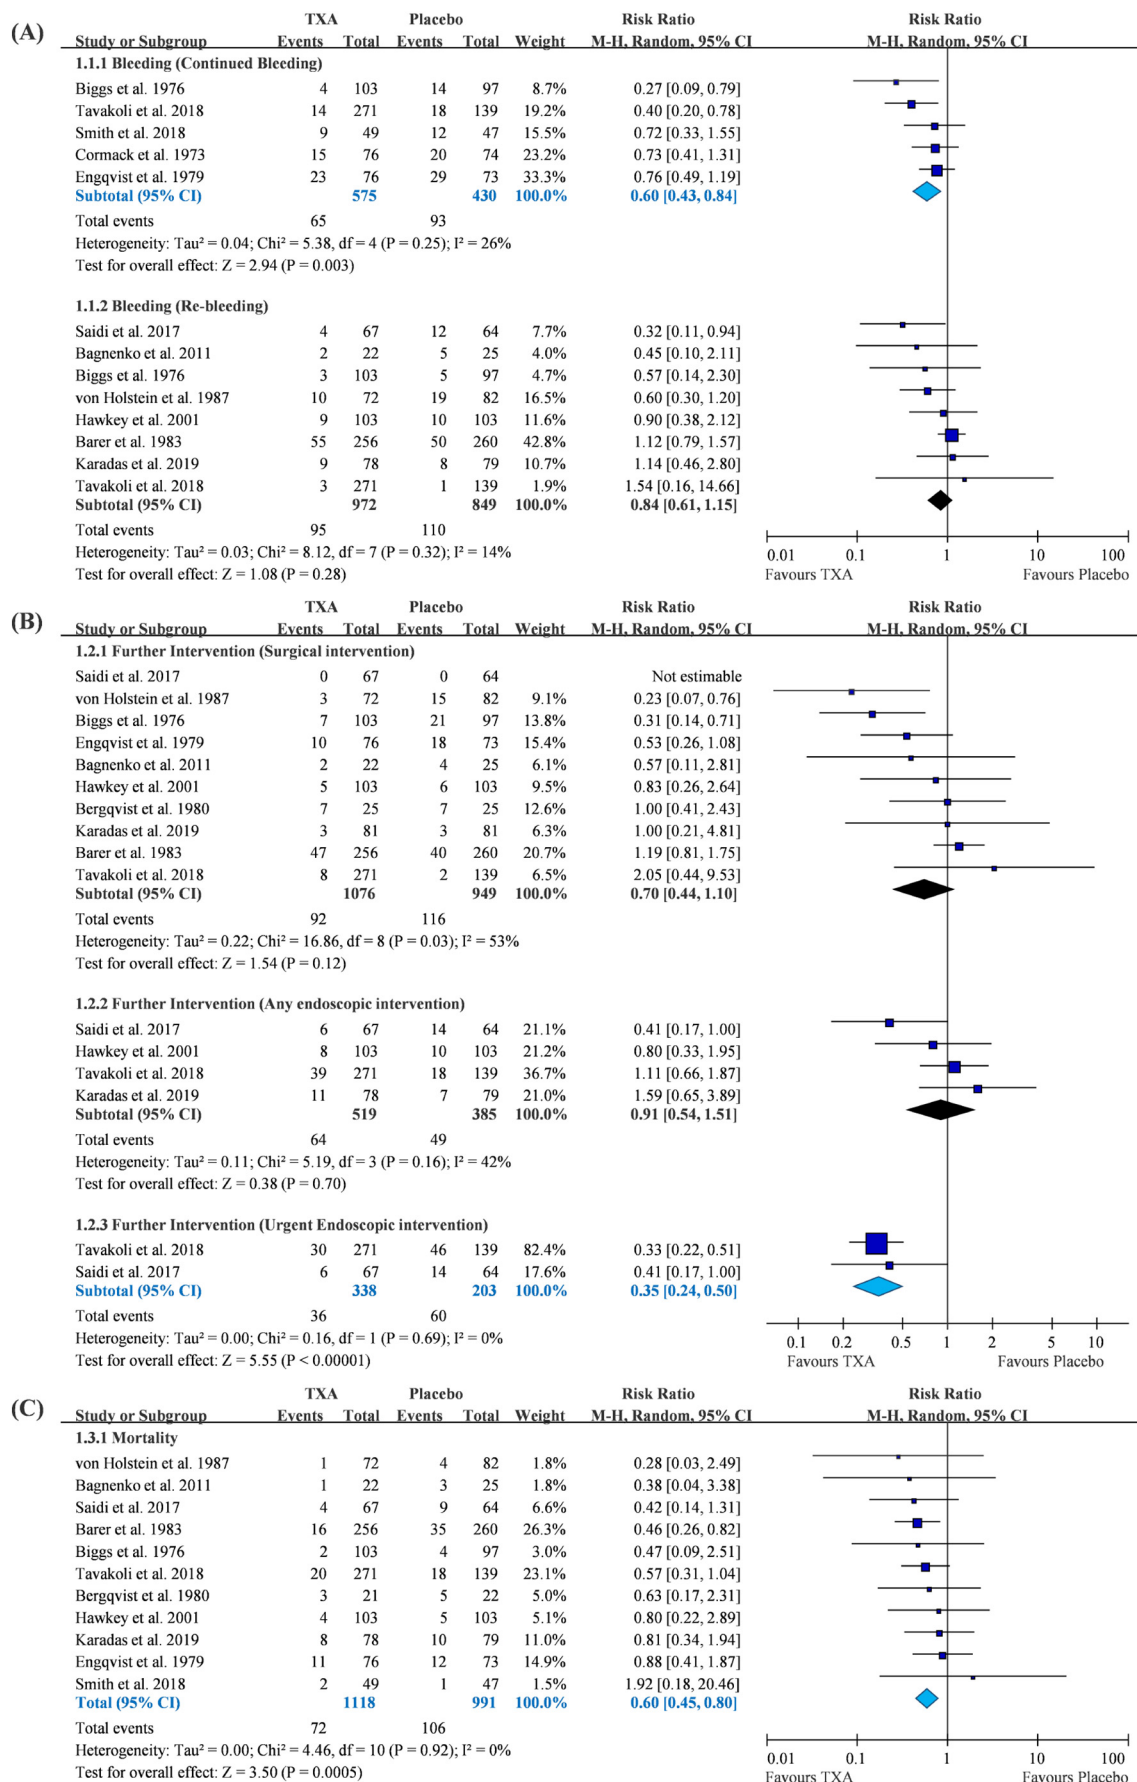 (A)
TXA Placebo Risk Ratio Risk Ratio
Study or Subgroup Events Total Events Total Weight M-H, Random, 95% CI M-H, Random, 95% CI
1.1.1 Bleeding (Continued Bleeding)
Biggs et al. 1976 4 103 14 97 8.7% 0.27 [0.09, 0.79]
Tavakoli et al. 2018 14 271 18 139 19.2% 0.40 [0.20, 0.78]
Smith et al. 2018 9 49 12 47 15.5% 0.72 [0.33, 1.55]
Cormack et al. 1973 15 76 20 74 23.2% 0.73 [0.41, 1.31]
Engqvist et al. 1979 23 76 29 73 33.3% 0.76 [0.49, 1.19]
Subtotal (95% CI) 575 430 100.0% 0.60 [0.43, 0.84]
Total events 65 93
Heterogeneity: Tau² = 0.04; Chi² = 5.38, df = 4 (P = 0.25); I² = 26%
Test for overall effect: Z = 2.94 (P = 0.003)
1.1.2 Bleeding (Re-bleeding)
Saidi et al. 2017 4 67 12 64 7.7% 0.32 [0.11, 0.94]
Bagnenko et al. 2011 2 22 5 25 4.0% 0.45 [0.10, 2.11]
Biggs et al. 1976 3 103 5 97 4.7% 0.57 [0.14, 2.30]
von Holstein et al. 1987 10 72 19 82 16.5% 0.60 [0.30, 1.20]
Hawkey et al. 2001 9 103 10 103 11.6% 0.90 [0.38, 2.12]
Barer et al. 1983 55 256 50 260 42.8% 1.12 [0.79, 1.57]
Karadas et al. 2019 9 78 8 79 10.7% 1.14 [0.46, 2.80]
Tavakoli et al. 2018 3 271 1 139 1.9% 1.54 [0.16, 14.66]
Subtotal (95% CI) 972 849 100.0% 0.84 [0.61, 1.15]
Total events 95 110
Heterogeneity: Tau² = 0.03; Chi² = 8.12, df = 7 (P = 0.32); I² = 14%
Test for overall effect: Z = 1.08 (P = 0.28)
0.01 0.1 1 10 100
Favours TXA Favours Placebo
(B)
TXA Placebo Risk Ratio Risk Ratio
Study or Subgroup Events Total Events Total Weight M-H, Random, 95% CI M-H, Random, 95% CI
1.2.1 Further Intervention (Surgical intervention)
Saidi et al. 2017 0 67 0 64 Not estimable
von Holstein et al. 1987 3 72 15 82 9.1% 0.23 [0.07, 0.76]
Biggs et al. 1976 7 103 21 97 13.8% 0.31 [0.14, 0.71]
Engqvist et al. 1979 10 76 18 73 15.4% 0.53 [0.26, 1.08]
Bagnenko et al. 2011 2 22 4 25 6.1% 0.57 [0.11, 2.81]
Hawkey et al. 2001 5 103 6 103 9.5% 0.83 [0.26, 2.64]
Bergqvist et al. 1980 7 25 7 25 12.6% 1.00 [0.41, 2.43]
Karadas et al. 2019 3 81 3 81 6.3% 1.00 [0.21, 4.81]
Barer et al. 1983 47 256 40 260 20.7% 1.19 [0.81, 1.75]
Tavakoli et al. 2018 8 271 2 139 6.5% 2.05 [0.44, 9.53]
Subtotal (95% CI) 1076 949 100.0% 0.70 [0.44, 1.10]
Total events 92 116
Heterogeneity: Tau² = 0.22; Chi² = 16.86, df = 8 (P = 0.03); I² = 53%
Test for overall effect: Z = 1.54 (P = 0.12)
1.2.2 Further Intervention (Any endoscopic intervention)
Saidi et al. 2017 6 67 14 64 21.1% 0.41 [0.17, 1.00]
Hawkey et al. 2001 8 103 10 103 21.2% 0.80 [0.33, 1.95]
Tavakoli et al. 2018 39 271 18 139 36.7% 1.11 [0.66, 1.87]
Karadas et al. 2019 11 78 7 79 21.0% 1.59 [0.65, 3.89]
Subtotal (95% CI) 519 385 100.0% 0.91 [0.54, 1.51]
Total events 64 49
Heterogeneity: Tau² = 0.11; Chi² = 5.19, df = 3 (P = 0.16); I² = 42%
Test for overall effect: Z = 0.38 (P = 0.70)
1.2.3 Further Intervention (Urgent Endoscopic intervention)
Tavakoli et al. 2018 30 271 46 139 82.4% 0.33 [0.22, 0.51]
Saidi et al. 2017 6 67 14 64 17.6% 0.41 [0.17, 1.00]
Subtotal (95% CI) 338 203 100.0% 0.35 [0.24, 0.50]
Total events 36 60
Heterogeneity: Tau² = 0.00; Chi² = 0.16, df = 1 (P = 0.69); I² = 0%
Test for overall effect: Z = 5.55 (P < 0.00001)
0.1 0.2 0.5 1 2 5 10
Favours TXA Favours Placebo
(C)
TXA Placebo Risk Ratio Risk Ratio
Study or Subgroup Events Total Events Total Weight M-H, Random, 95% CI M-H, Random, 95% CI
1.3.1 Mortality
von Holstein et al. 1987 1 72 4 82 1.8% 0.28 [0.03, 2.49]
Bagnenko et al. 2011 1 22 3 25 1.8% 0.38 [0.04, 3.38]
Saidi et al. 2017 4 67 9 64 6.6% 0.42 [0.14, 1.31]
Barer et al. 1983 16 256 35 260 26.3% 0.46 [0.26, 0.82]
Biggs et al. 1976 2 103 4 97 3.0% 0.47 [0.09, 2.51]
Tavakoli et al. 2018 20 271 18 139 23.1% 0.57 [0.31, 1.04]
Bergqvist et al. 1980 3 21 5 22 5.0% 0.63 [0.17, 2.31]
Hawkey et al. 2001 4 103 5 103 5.1% 0.80 [0.22, 2.89]
Karadas et al. 2019 8 78 10 79 11.0% 0.81 [0.34, 1.94]
Engqvist et al. 1979 11 76 12 73 14.9% 0.88 [0.41, 1.87]
Smith et al. 2018 2 49 1 47 1.5% 1.92 [0.18, 20.46]
Total (95% CI) 1118 991 100.0% 0.60 [0.45, 0.80]
Total events 72 106
Heterogeneity: Tau² = 0.00; Chi² = 4.46, df = 10 (P = 0.92); I² = 0%
Test for overall effect: Z = 3.50 (P = 0.0005)
0.01 0.1 1 10 100
Favours TXA Favours Placebo